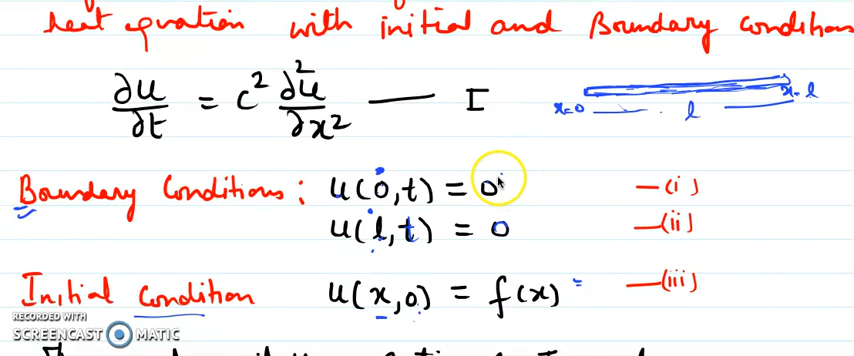 heat equation with initial and Boundary conditions
∂u/∂t = c² ∂²u/∂x² — I
x=0 l x=l
Boundary Conditions: u(0,t) = 0 —(i)
u(l,t) = 0 —(ii)
Initial Condition u(x,0) = f(x) —(iii)
RECORDED WITH
SCREENCAST MATIC